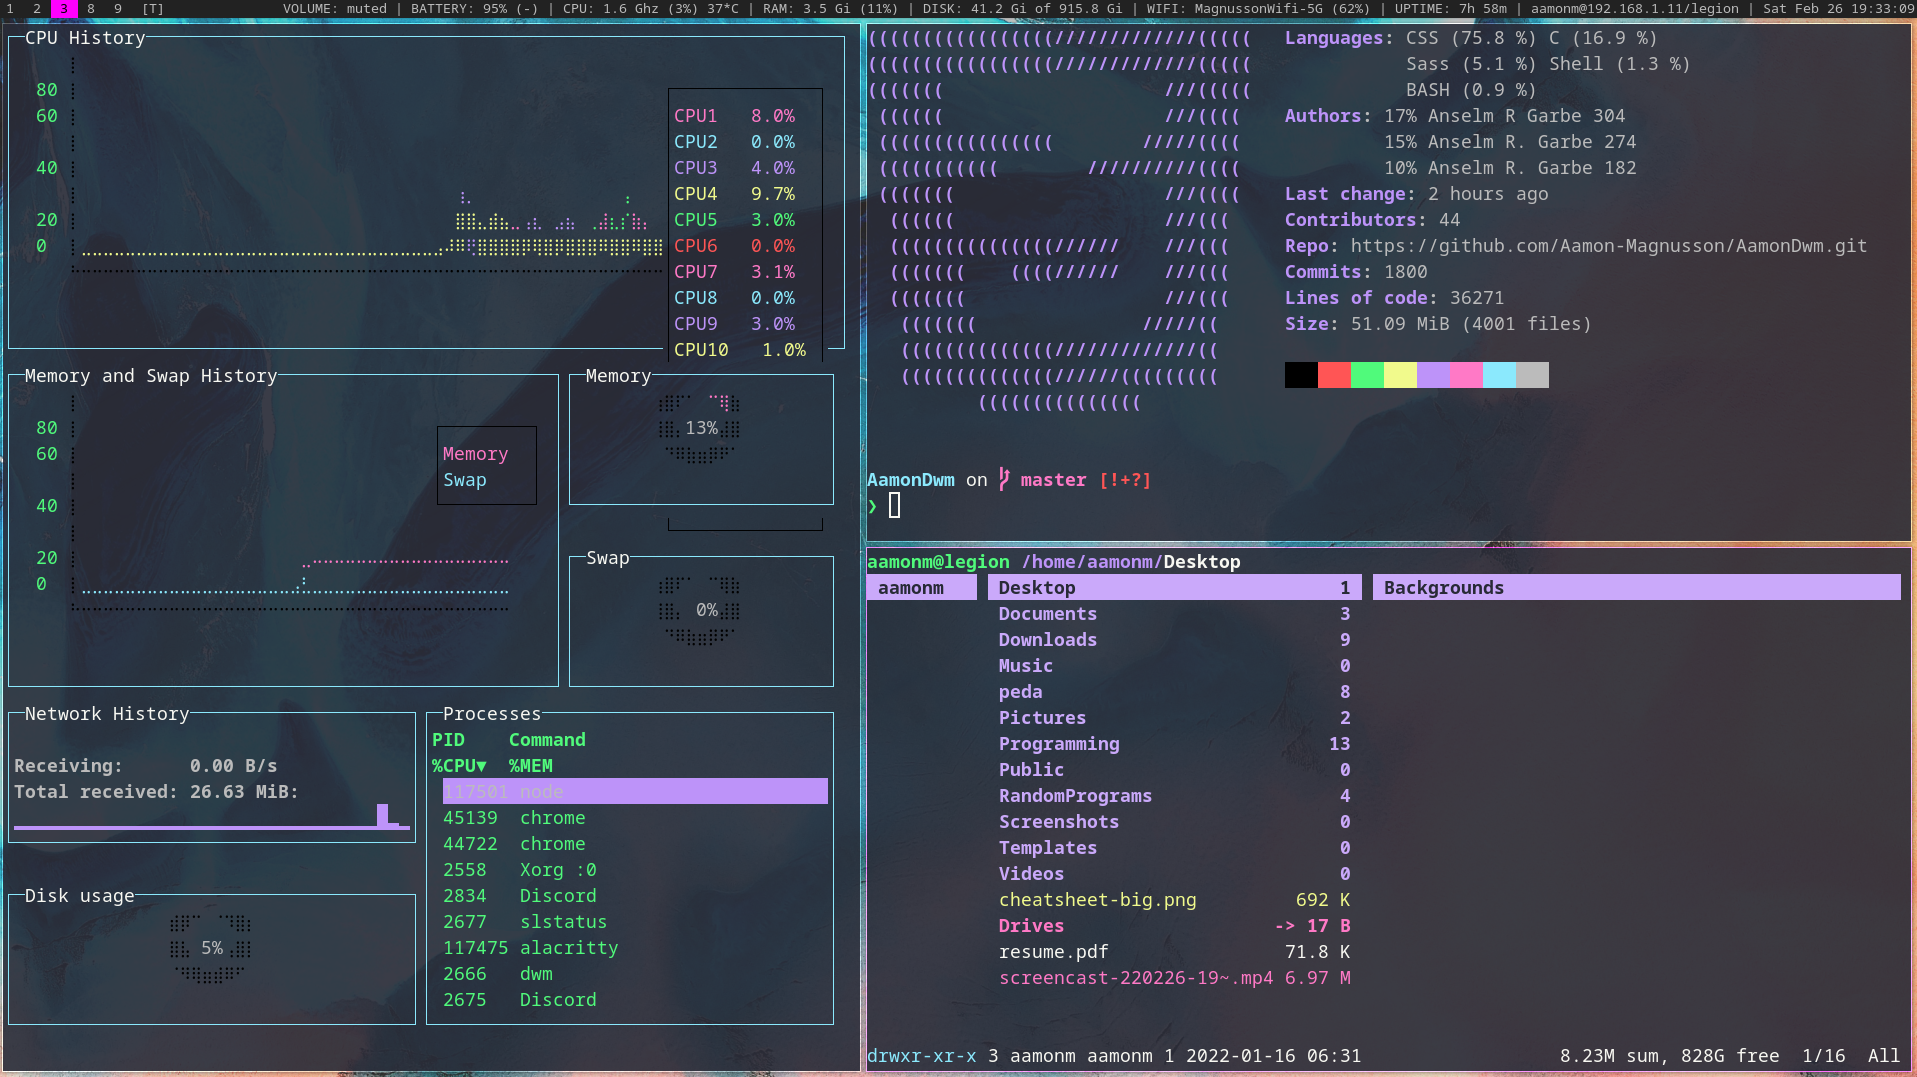 1 2 3 8 9 [T] VOLUME: muted | BATTERY: 95% (-) | CPU: 1.6 Ghz (3%) 37*C | RAM: 3.5 Gi (11%) | DISK: 41.2 Gi of 915.8 Gi | WIFI: MagnussonWifi-5G (62%) | UPTIME: 7h 58m | aamonm@192.168.1.11/legion | Sat Feb 26 19:33:09
CPU History
80
60
40
20
0
CPU1 8.0%
CPU2 0.0%
CPU3 4.0%
CPU4 9.7%
CPU5 3.0%
CPU6 0.0%
CPU7 3.1%
CPU8 0.0%
CPU9 3.0%
CPU10 1.0%
Memory and Swap History
80
60
40
20
0
Memory
Swap
Memory
13%
Swap
0%
Network History
Receiving: 0.00 B/s
Total received: 26.63 MiB:
Disk usage
5%
Processes
PID Command
%CPU▼ %MEM
117501 node
45139 chrome
44722 chrome
2558 Xorg :0
2834 Discord
2677 slstatus
117475 alacritty
2666 dwm
2675 Discord
(((((((((((((((((/////////////(((((
(((((((((((((((((/////////////(((((
((((((( ///(((((
(((((( ///((((
(((((((((((((((( /////((((
((((((((((( //////////((((
((((((( ///((((
(((((( ///(((
(((((((((((((((////// ///(((
((((((( ((((////// ///(((
((((((( ///(((
((((((( /////((
((((((((((((((/////////////((
((((((((((((((//////(((((((((
(((((((((((((((
Languages: CSS (75.8 %) C (16.9 %)
Sass (5.1 %) Shell (1.3 %)
BASH (0.9 %)
Authors: 17% Anselm R Garbe 304
15% Anselm R. Garbe 274
10% Anselm R. Garbe 182
Last change: 2 hours ago
Contributors: 44
Repo: https://github.com/Aamon-Magnusson/AamonDwm.git
Commits: 1800
Lines of code: 36271
Size: 51.09 MiB (4001 files)
AamonDwm on master [!+?]
❯
aamonm@legion /home/aamonm/Desktop
aamonm Desktop 1 Backgrounds
Documents 3
Downloads 9
Music 0
peda 8
Pictures 2
Programming 13
Public 0
RandomPrograms 4
Screenshots 0
Templates 0
Videos 0
cheatsheet-big.png 692 K
Drives -> 17 B
resume.pdf 71.8 K
screencast-220226-19~.mp4 6.97 M
drwxr-xr-x 3 aamonm aamonm 1 2022-01-16 06:31 8.23M sum, 828G free 1/16 All